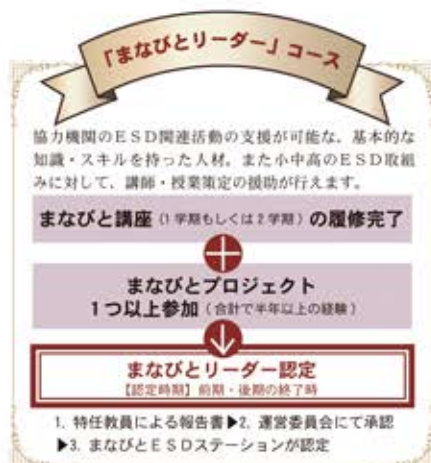 「まなびとリーダー」コース
協力機関のＥＳＤ関連活動の支援が可能な、基本的な
知識・スキルを持った人材。また小中高のＥＳＤ取組
みに対して、講師・授業策定の援助が行えます。
まなびと講座（1学期もしくは2学期）の履修完了
まなびとプロジェクト
1つ以上参加（合計で半年以上の経験）
まなびとリーダー認定
【認定時期】前期・後期の終了時
1. 特任教員による報告書▶2. 運営委員会にて承認
▶3. まなびとＥＳＤステーションが認定